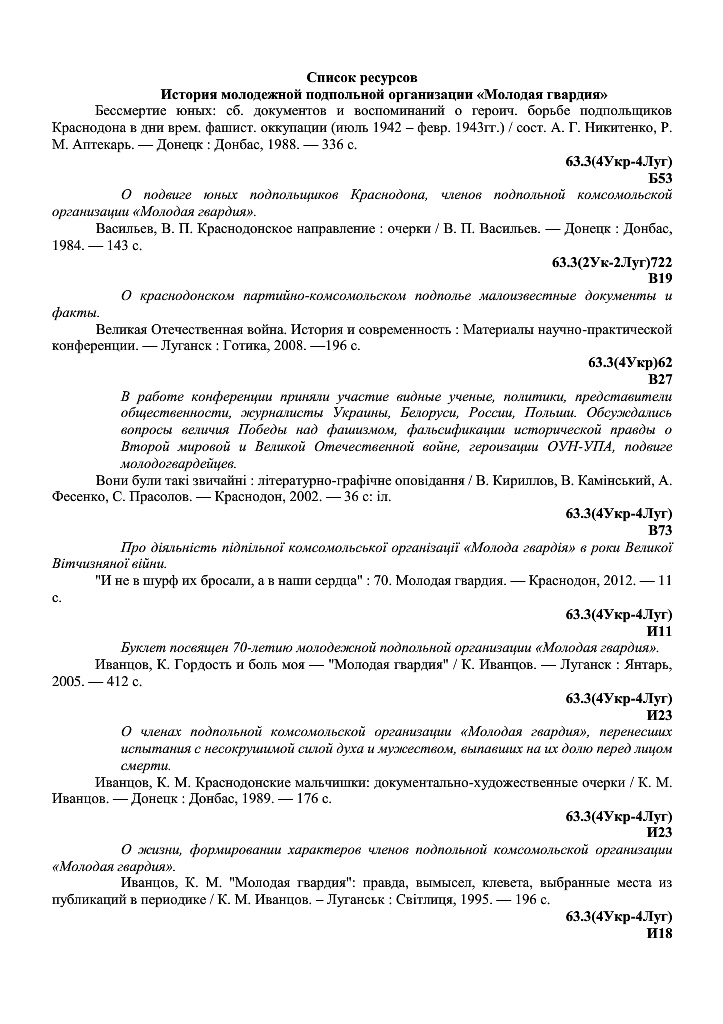 Список ресурсов
История молодежной подпольной организации «Молодая гвардия»
Бессмертие юных: сб. документов и воспоминаний о героич. борьбе подпольщиков
Краснодона в дни врем. фашист. оккупации (июль 1942 – февр. 1943гг.) / сост. А. Г. Никитенко, Р.
М. Аптекарь. — Донецк : Донбас, 1988. — 336 с.
63.3(4Укр-4Луг)
Б53
О подвиге юных подпольщиков Краснодона, членов подпольной комсомольской
организации «Молодая гвардия».
Васильев, В. П. Краснодонское направление : очерки / В. П. Васильев. — Донецк : Донбас,
1984. — 143 с.
63.3(2Ук-2Луг)722
В19
О краснодонском партийно-комсомольском подполье малоизвестные документы и
факты.
Великая Отечественная война. История и современность : Материалы научно-практической
конференции. — Луганск : Готика, 2008. —196 с.
63.3(4Укр)62
В27
В работе конференции приняли участие видные ученые, политики, представители
общественности, журналисты Украины, Белоруси, России, Польши. Обсуждались
вопросы величия Победы над фашизмом, фальсификации исторической правды о
Второй мировой и Великой Отечественной войне, героизации ОУН-УПА, подвиге
молодогвардейцев.
Вони були такі звичайні : літературно-графічне оповідання / В. Кириллов, В. Камінський, А.
Фесенко, С. Прасолов. — Краснодон, 2002. — 36 с: іл.
63.3(4Укр-4Луг)
В73
Про діяльність підпільної комсомольської організації «Молода гвардія» в роки Великої
Вітчизняної війни.
"И не в шурф их бросали, а в наши сердца" : 70. Молодая гвардия. — Краснодон, 2012. — 11
с.
63.3(4Укр-4Луг)
И11
Буклет посвящен 70-летию молодежной подпольной организации «Молодая гвардия».
Иванцов, К. Гордость и боль моя — "Молодая гвардия" / К. Иванцов. — Луганск : Янтарь,
2005. — 412 с.
63.3(4Укр-4Луг)
И23
О членах подпольной комсомольской организации «Молодая гвардия», перенесших
испытания с несокрушимой силой духа и мужеством, выпавших на их долю перед лицом
смерти.
Иванцов, К. М. Краснодонские мальчишки: документально-художественные очерки / К. М.
Иванцов. — Донецк : Донбас, 1989. — 176 с.
63.3(4Укр-4Луг)
И23
О жизни, формировании характеров членов подпольной комсомольской организации
«Молодая гвардия».
Иванцов, К. М. "Молодая гвардия": правда, вымысел, клевета, выбранные места из
публикаций в периодике / К. М. Иванцов. – Луганськ : Світлиця, 1995. — 196 с.
63.3(4Укр-4Луг)
И18